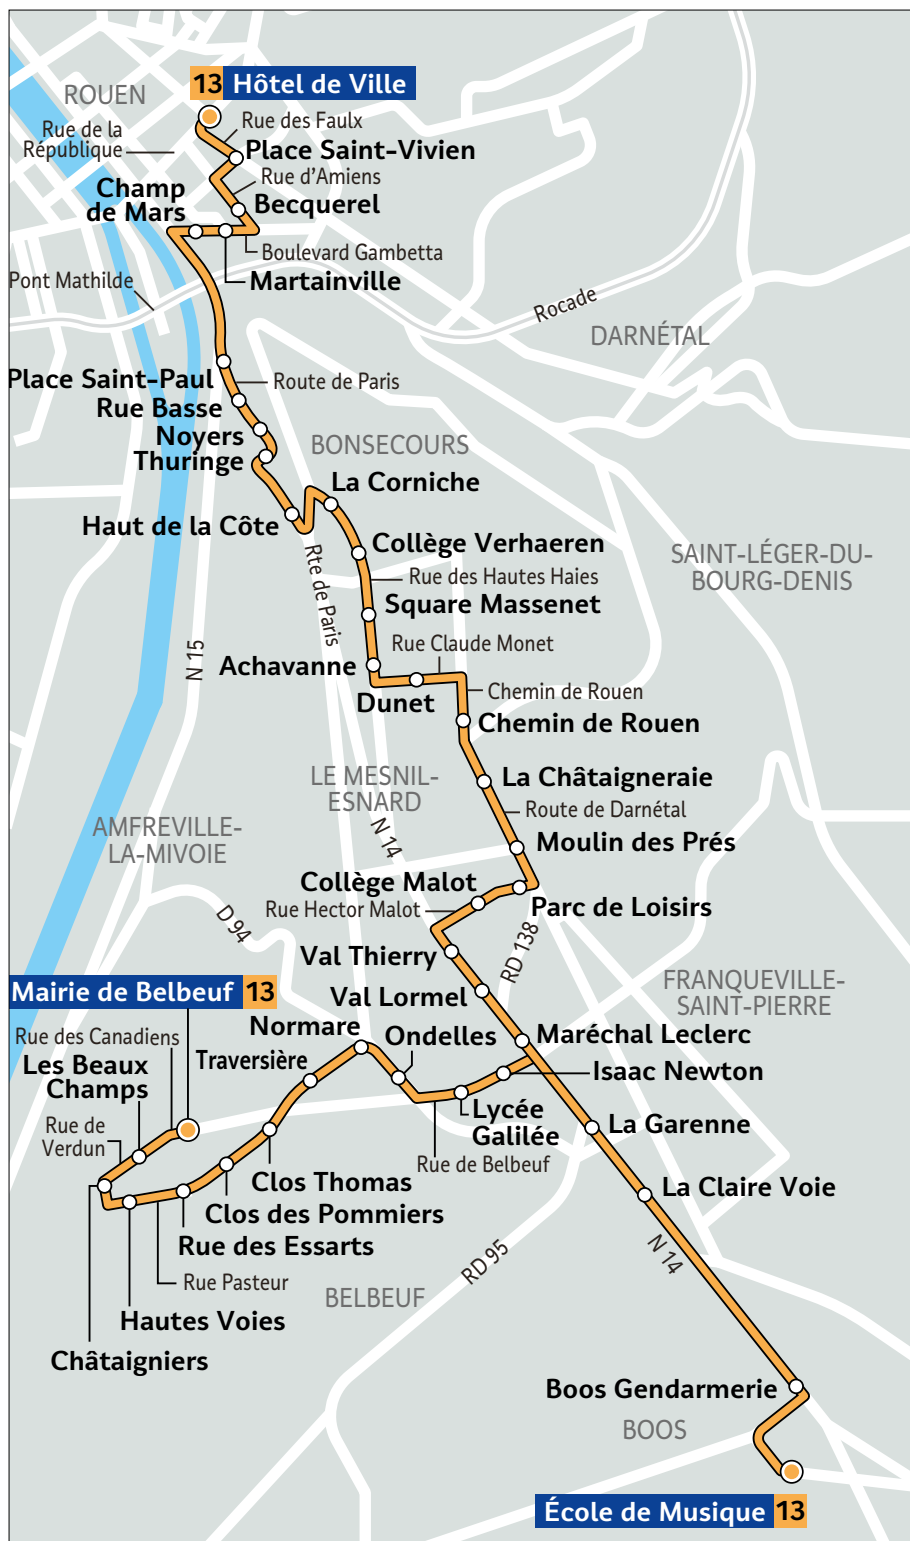 13 Hôtel de Ville
ROUEN
Rue des Faulx
Rue de la
République
Place Saint-Vivien
Rue d'Amiens
Champ
de Mars
Becquerel
Boulevard Gambetta
Martainville
Pont Mathilde
Rocade
DARNÉTAL
Place Saint-Paul
Route de Paris
Rue Basse
Noyers
Thuringe
BONSECOURS
La Corniche
Haut de la Côte
Collège Verhaeren
SAINT-LÉGER-DU-
BOURG-DENIS
Rte de Paris
Rue des Hautes Haies
Square Massenet
N 15
Rue Claude Monet
Achavanne
Dunet
Chemin de Rouen
Chemin de Rouen
LE MESNIL-
ESNARD
La Châtaigneraie
Route de Darnétal
AMFREVILLE-
LA-MIVOIE
N 14
Moulin des Prés
Collège Malot
Rue Hector Malot
Parc de Loisirs
D 94
Val Thierry
RD 138
FRANQUEVILLE-
SAINT-PIERRE
Mairie de Belbeuf 13
Val Lormel
Normare
Ondelles
Maréchal Leclerc
Rue des Canadiens
Les Beaux
Champs
Traversière
Isaac Newton
Rue de
Verdun
Lycée
Galilée
La Garenne
Rue de Belbeuf
Clos Thomas
La Claire Voie
Clos des Pommiers
Rue des Essarts
RD 95
N 14
Rue Pasteur
BELBEUF
Hautes Voies
Châtaigniers
Boos Gendarmerie
BOOS
École de Musique 13